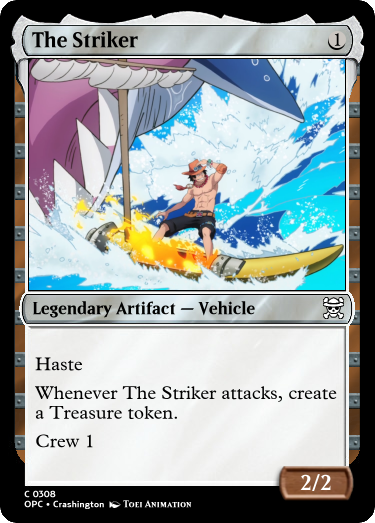 The Striker 1
Legendary Artifact — Vehicle
Haste
Whenever The Striker attacks, create
a Treasure token.
Crew 1
2/2
C 0308
OPC • Crashington TOEI ANIMATION